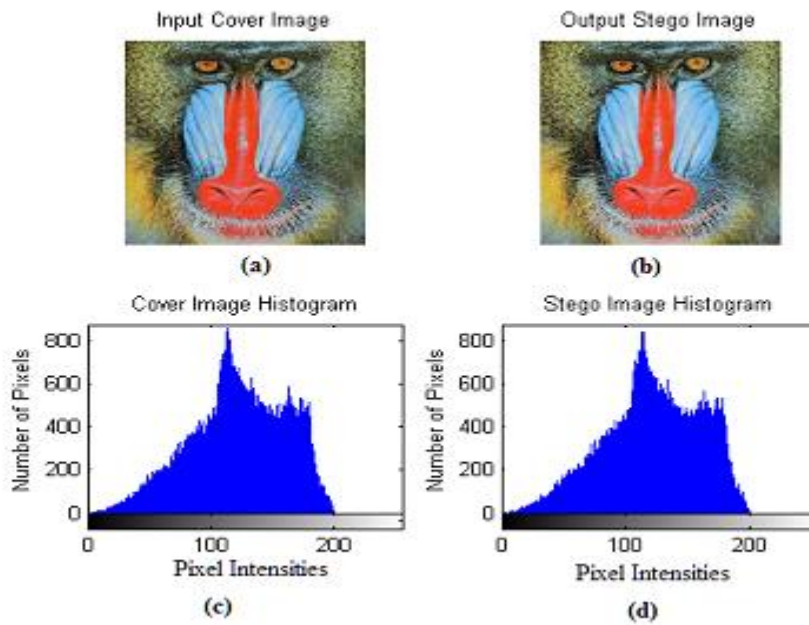 Input Cover Image
Output Stego Image
(a)
(b)
Cover Image Histogram
Stego Image Histogram
Number of Pixels
800
600
400
200
0
0 100 200
Pixel Intensities
Number of Pixels
800
600
400
200
0
0 100 200
Pixel Intensities
(c)
(d)